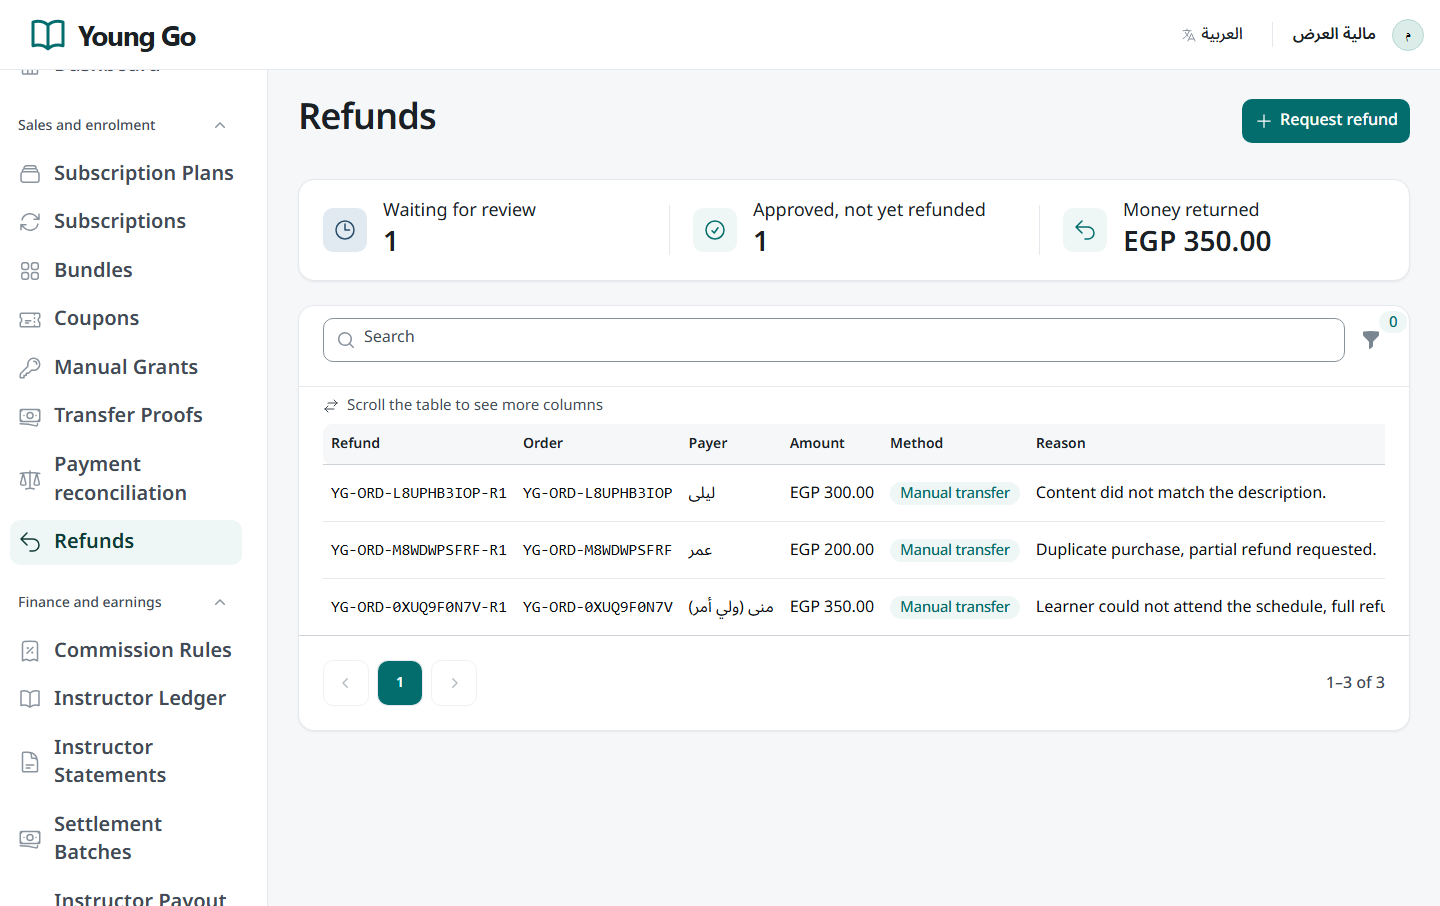 Young Go
العربية
مالية العرض
م
Dashboard
Sales and enrolment
Subscription Plans
Subscriptions
Bundles
Coupons
Manual Grants
Transfer Proofs
Payment
reconciliation
Refunds
Finance and earnings
Commission Rules
Instructor Ledger
Instructor
Statements
Settlement
Batches
Instructor Payout
Refunds
+ Request refund
Waiting for review
1
Approved, not yet refunded
1
Money returned
EGP 350.00
Search
0
Scroll the table to see more columns
Refund Order Payer Amount Method Reason
YG-ORD-L8UPHB3IOP-R1 YG-ORD-L8UPHB3IOP ليلى EGP 300.00 Manual transfer Content did not match the description.
YG-ORD-M8WDWPSFRF-R1 YG-ORD-M8WDWPSFRF عمر EGP 200.00 Manual transfer Duplicate purchase, partial refund requested.
YG-ORD-0XUQ9F0N7V-R1 YG-ORD-0XUQ9F0N7V منى (ولي أمر) EGP 350.00 Manual transfer Learner could not attend the schedule, full refu
1
1–3 of 3